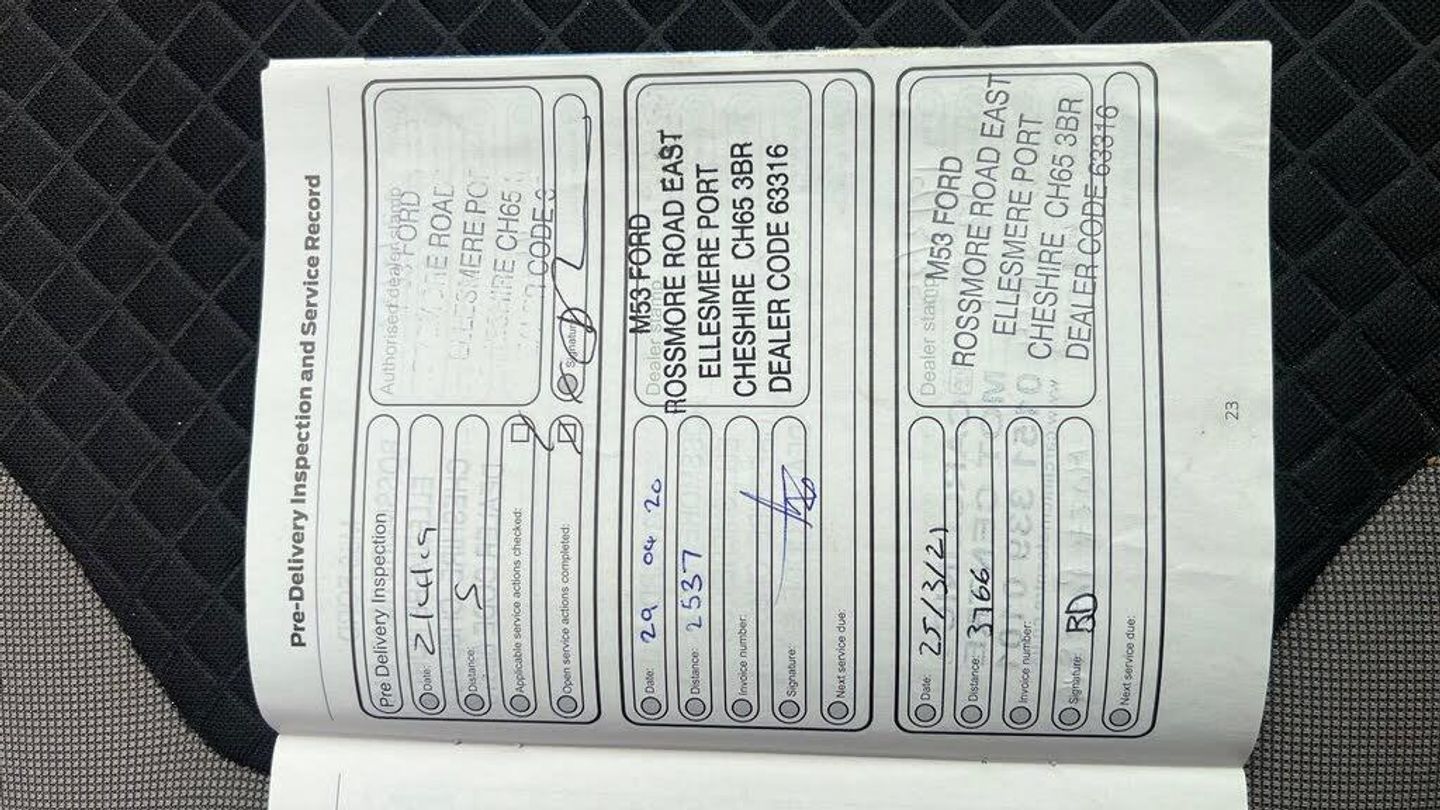 Pre-Delivery Inspection and Service Record
Pre Delivery Inspection
Date: 2/4/19
Distance: 5
Applicable service actions checked:
Open service actions completed:
Authorised dealer stamp
FORD
ROAD
ELLESMERE
CH65
CODE
Signature
Date: 29 04 20
Distance: 2537
Invoice number:
Signature:
Next service due:
Dealer stamp
M53 FORD
ROSSMORE ROAD EAST
ELLESMERE PORT
CHESHIRE CH65 3BR
DEALER CODE 63316
Date: 25/3/21
Distance: 3766
Invoice number:
Signature: RD
Next service due:
Dealer stamp
M53 FORD
ROSSMORE ROAD EAST
ELLESMERE PORT
CHESHIRE CH65 3BR
DEALER CODE 63316
23